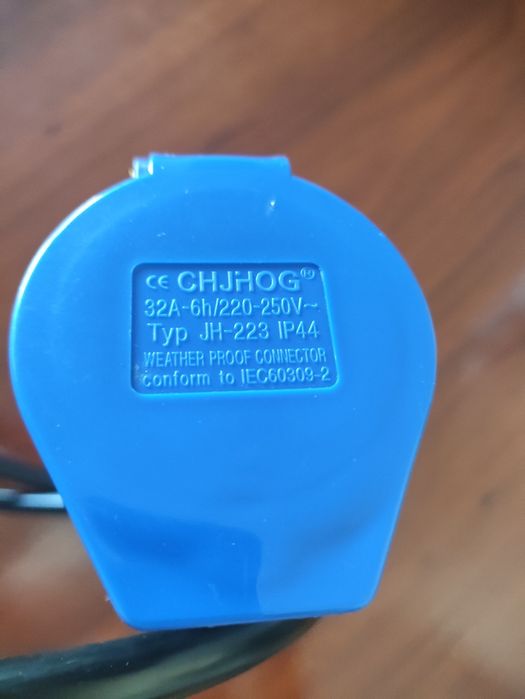 CE CHJHOG®
32A-6h/220-250V~
Typ JH-223 IP44
WEATHER PROOF CONNECTOR
conform to IEC60309-2